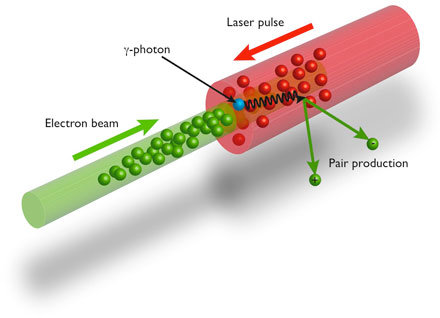 Laser pulse
γ-photon
Electron beam
Pair production
-
+